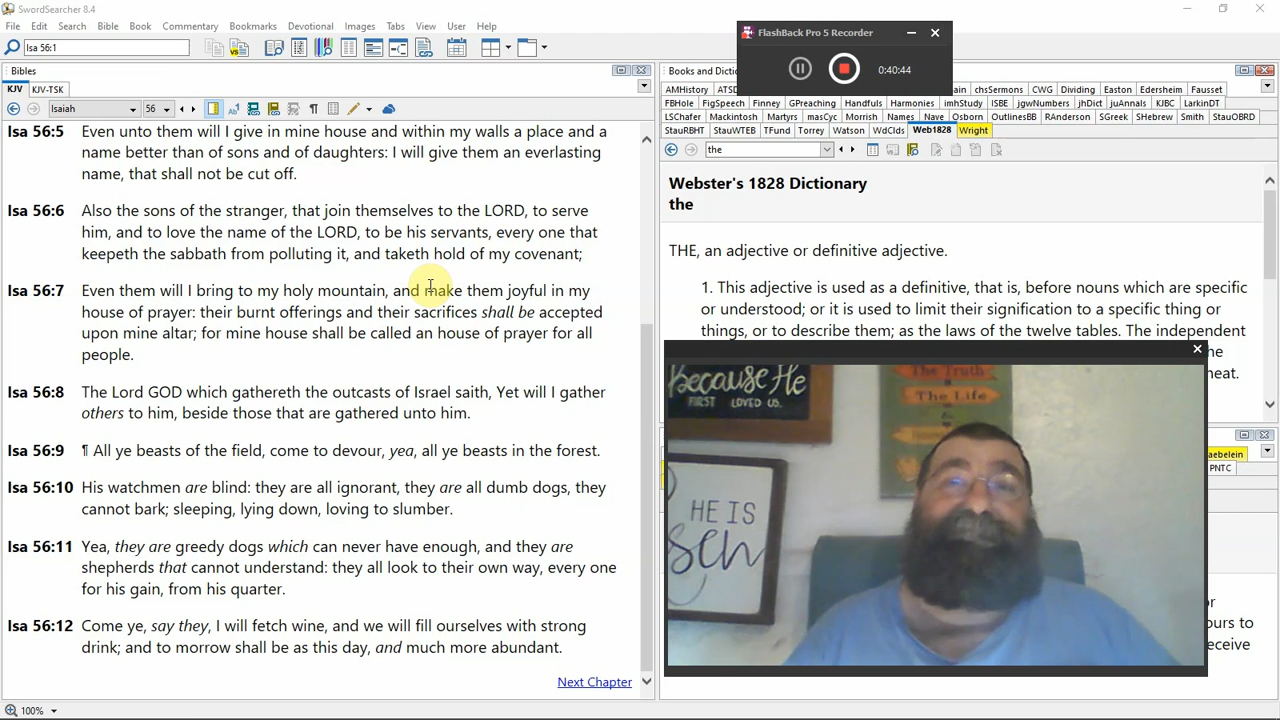 SwordSearcher 8.4
File Edit Search Bible Book Commentary Bookmarks Devotional Images Tabs View User Help
Isa 56:1
FlashBack Pro 5 Recorder
0:40:44
Bibles
KJV KJV-TSK
Isaiah 56
Isa 56:5 Even unto them will I give in mine house and within my walls a place and a
name better than of sons and of daughters: I will give them an everlasting
name, that shall not be cut off.
Isa 56:6 Also the sons of the stranger, that join themselves to the LORD, to serve
him, and to love the name of the LORD, to be his servants, every one that
keepeth the sabbath from polluting it, and taketh hold of my covenant;
Isa 56:7 Even them will I bring to my holy mountain, and make them joyful in my
house of prayer: their burnt offerings and their sacrifices shall be accepted
upon mine altar; for mine house shall be called an house of prayer for all
people.
Isa 56:8 The Lord GOD which gathereth the outcasts of Israel saith, Yet will I gather
others to him, beside those that are gathered unto him.
Isa 56:9 ¶ All ye beasts of the field, come to devour, yea, all ye beasts in the forest.
Isa 56:10 His watchmen are blind: they are all ignorant, they are all dumb dogs, they
cannot bark; sleeping, lying down, loving to slumber.
Isa 56:11 Yea, they are greedy dogs which can never have enough, and they are
shepherds that cannot understand: they all look to their own way, every one
for his gain, from his quarter.
Isa 56:12 Come ye, say they, I will fetch wine, and we will fill ourselves with strong
drink; and to morrow shall be as this day, and much more abundant.
Next Chapter
100%
Books and Dictio
AMHistory ATSD ain chsSermons CWG Dividing Easton Edersheim Fausset
FBHole FigSpeech Finney GPreaching Handfuls Harmonies imhStudy ISBE jgwNumbers jhDict juAnnals KJBC LarkinDT
LSChafer Mackintosh Martyrs masCyc Morrish Names Nave Osborn OutlinesBB RAnderson SGreek SHebrew Smith StauOBRD
StauRBHT StauWTEB TFund Torrey Watson WdClds Web1828 Wright
the
Webster's 1828 Dictionary
the
THE, an adjective or definitive adjective.
1. This adjective is used as a definitive, that is, before nouns which are specific
or understood; or it is used to limit their signification to a specific thing or
things, or to describe them; as the laws of the twelve tables. The independent
he
neat.
aebelein
PNTC
or
ours to
eceive
Because He
FIRST LOVED US.
The Truth
The Life
HE IS
sen